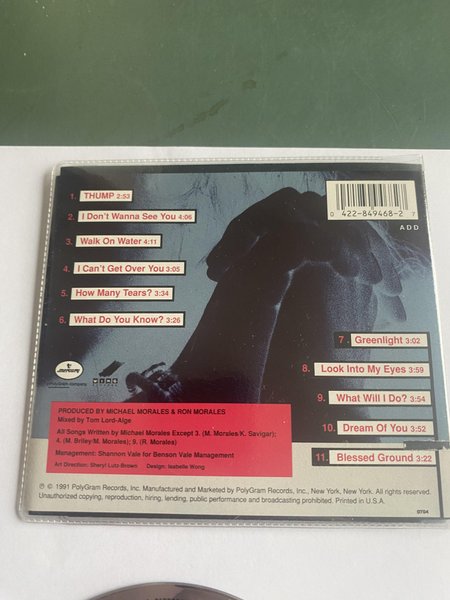 1. THUMP 2:53
2. I Don't Wanna See You 4:06
3. Walk On Water 4:11
4. I Can't Get Over You 3:05
5. How Many Tears? 3:34
6. What Do You Know? 3:26
0 422-849468-2 7
A D D
7. Greenlight 3:02
8. Look Into My Eyes 3:59
9. What Will I Do? 3:54
10. Dream Of You 3:52
11. Blessed Ground 3:22
mercury
a PolyGram company
WING
PRODUCED BY MICHAEL MORALES & RON MORALES
Mixed by Tom Lord-Alge
All Songs Written by Michael Morales Except 3. (M. Morales/K. Savigar);
4. (M. Briley/M. Morales); 9. (R. Morales)
Management: Shannon Vale for Benson Vale Management
Art Direction: Sheryl Lutz-Brown Design: Isabelle Wong
℗ © 1991 PolyGram Records, Inc. Manufactured and Marketed by PolyGram Records, Inc., New York, New York. All rights reserved.
Unauthorized copying, reproduction, hiring, lending, public performance and broadcasting prohibited. Printed in U.S.A.
0704